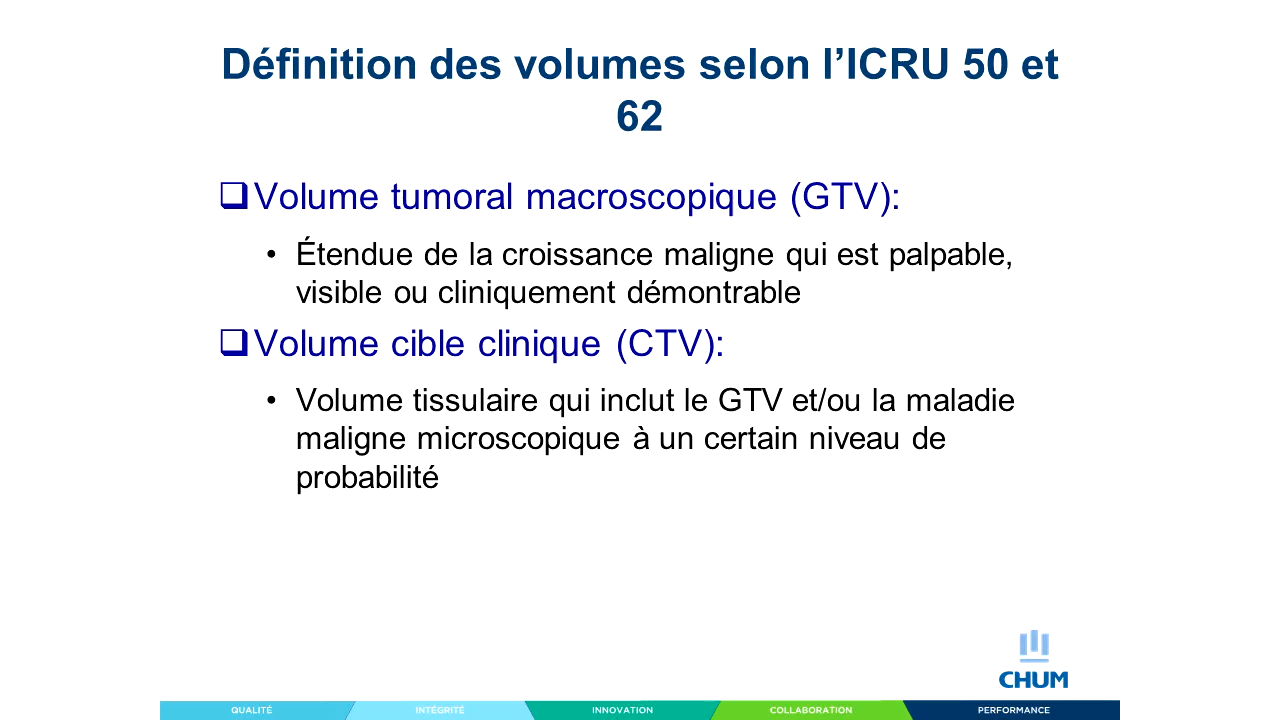 Définition des volumes selon l’ICRU 50 et
62
Volume tumoral macroscopique (GTV):
• Étendue de la croissance maligne qui est palpable,
visible ou cliniquement démontrable
Volume cible clinique (CTV):
• Volume tissulaire qui inclut le GTV et/ou la maladie
maligne microscopique à un certain niveau de
probabilité
CHUM
QUALITÉ INTÉGRITÉ INNOVATION COLLABORATION PERFORMANCE